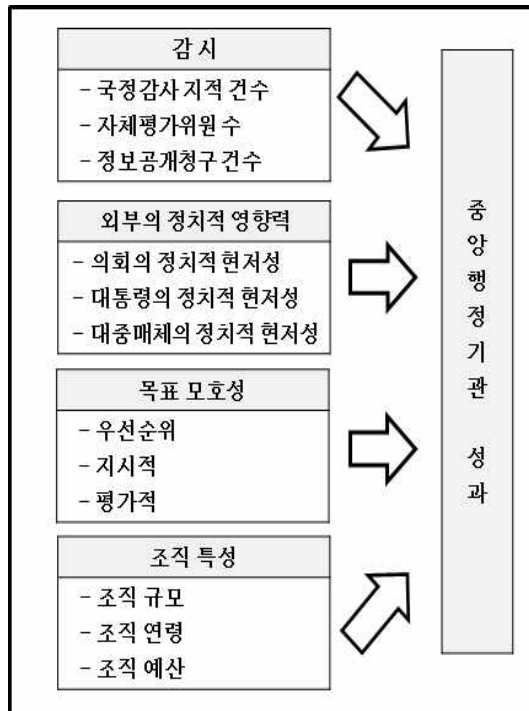 감 시
- 국정감사 지적 건수
- 자체평가위원 수
- 정보공개청구 건수
외부의 정치적 영향력
- 의회의 정치적 현저성
- 대통령의 정치적 현저성
- 대중매체의 정치적 현저성
목표 모호성
- 우선순위
- 지시적
- 평가적
조직 특성
- 조직 규모
- 조직 연령
- 조직 예산
중앙행정기관 성과